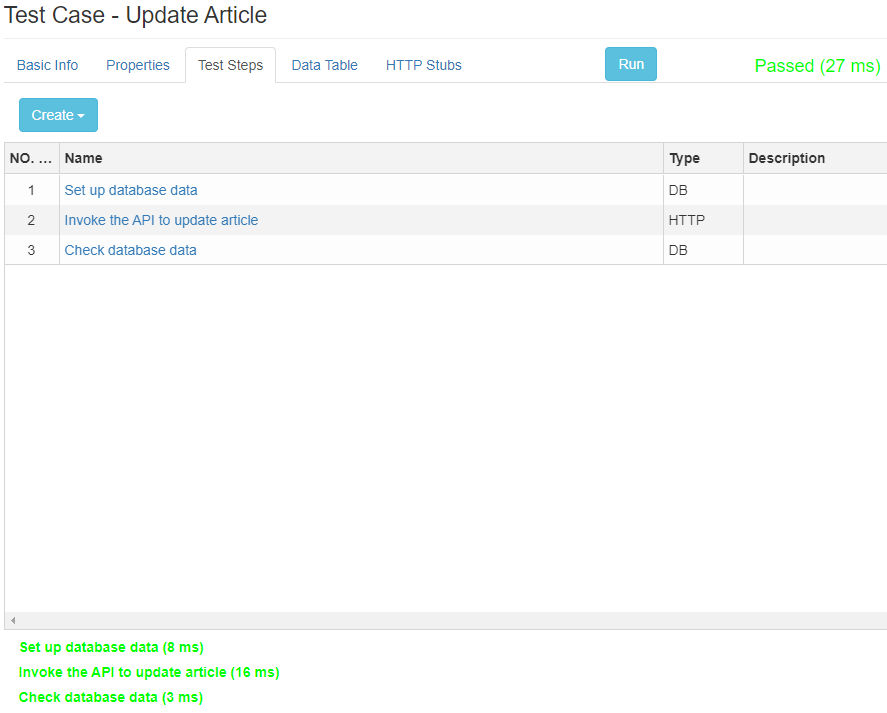 Test Case - Update Article
Basic Info Properties Test Steps Data Table HTTP Stubs Run Passed (27 ms)
Create
NO. ... Name Type Description
1 Set up database data DB
2 Invoke the API to update article HTTP
3 Check database data DB
Set up database data (8 ms)
Invoke the API to update article (16 ms)
Check database data (3 ms)